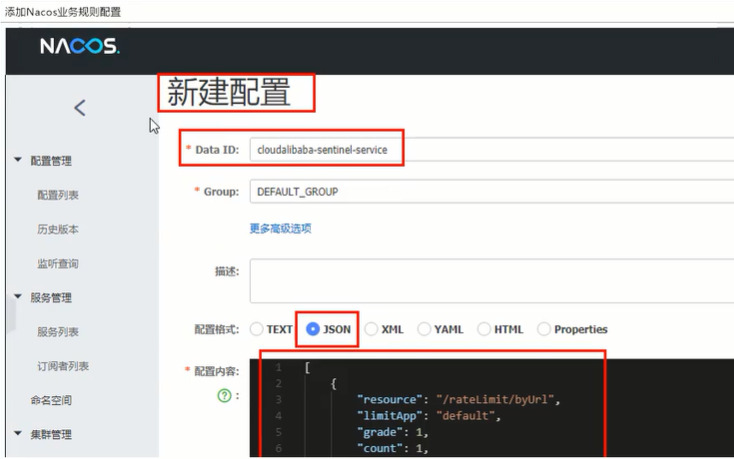 添加Nacos业务规则配置
NACOS.
新建配置
* Data ID: cloudalibaba-sentinel-service
* Group: DEFAULT_GROUP
更多高级选项
描述:
配置格式: TEXT JSON XML YAML HTML Properties
* 配置内容:
? :
1 [
2 {
3 "resource": "/rateLimit/byUrl",
4 "limitApp": "default",
5 "grade": 1,
6 "count": 1,
配置管理
配置列表
历史版本
监听查询
服务管理
服务列表
订阅者列表
命名空间
集群管理